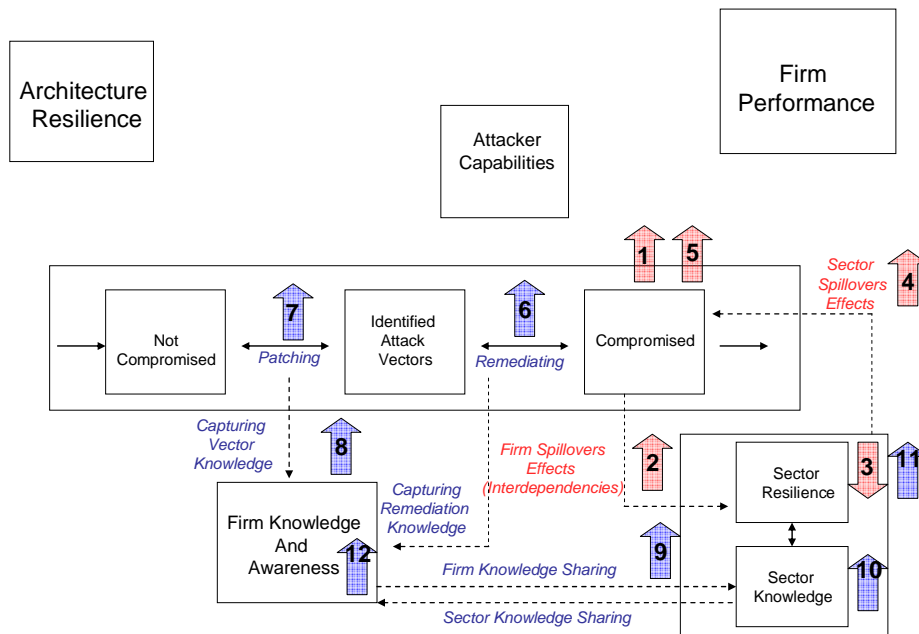 Architecture
Resilience
Firm
Performance
Attacker
Capabilities
1
5
Sector
Spillovers
Effects
4
Not
Compromised
7
Patching
Identified
Attack
Vectors
6
Remediating
Compromised
Capturing
Vector
Knowledge
8
Firm Spillovers
Effects
(Interdependencies)
2
Sector
Resilience
3
11
Capturing
Remediation
Knowledge
Firm Knowledge
And
Awareness
12
9
Firm Knowledge Sharing
Sector Knowledge Sharing
Sector
Knowledge
10